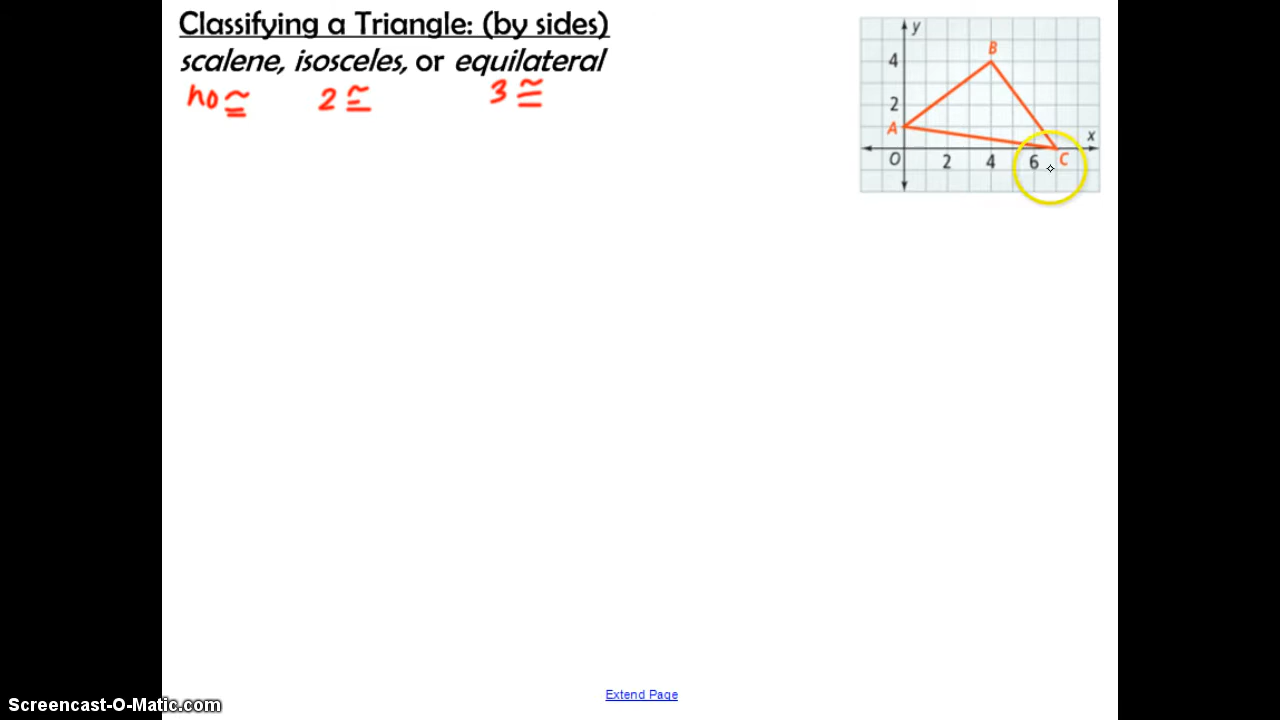 Classifying a Triangle: (by sides)
scalene, isosceles, or equilateral
no ≅ 2 ≅ 3 ≅
y
B
4
2
A
x
O 2 4 6 C
Extend Page
Screencast-O-Matic.com